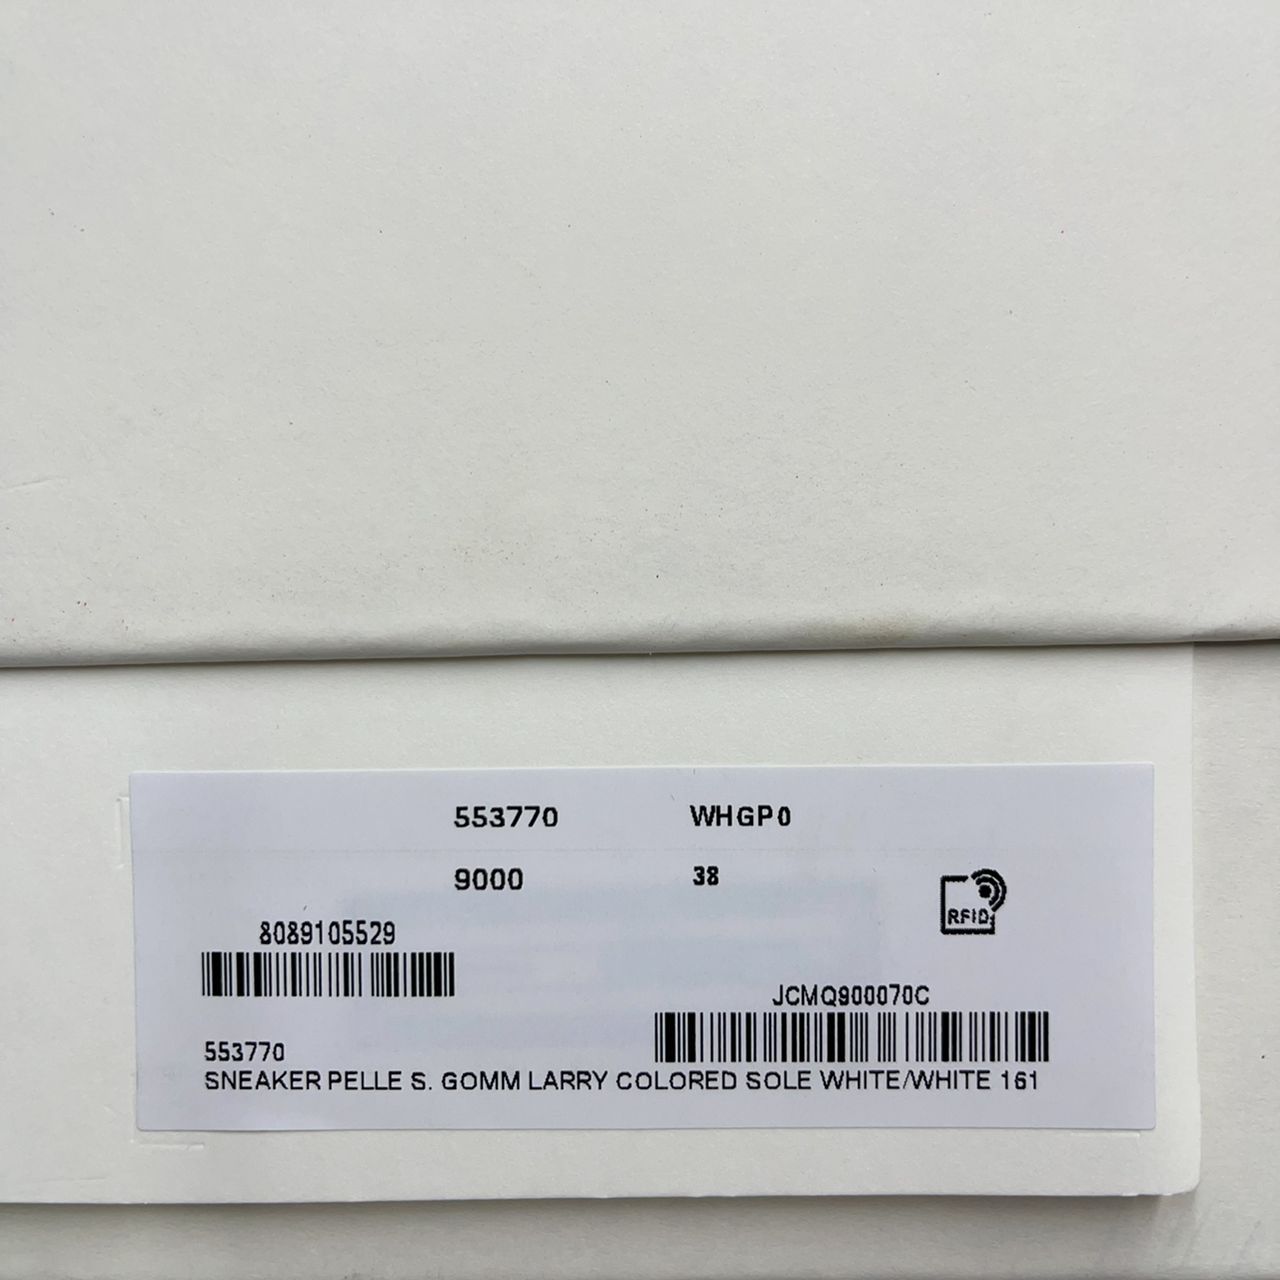 553770 WHGP0
9000 38
RFID
8089105529
JCMQ900070C
553770
SNEAKER PELLE S. GOMM LARRY COLORED SOLE WHITE/WHITE 161